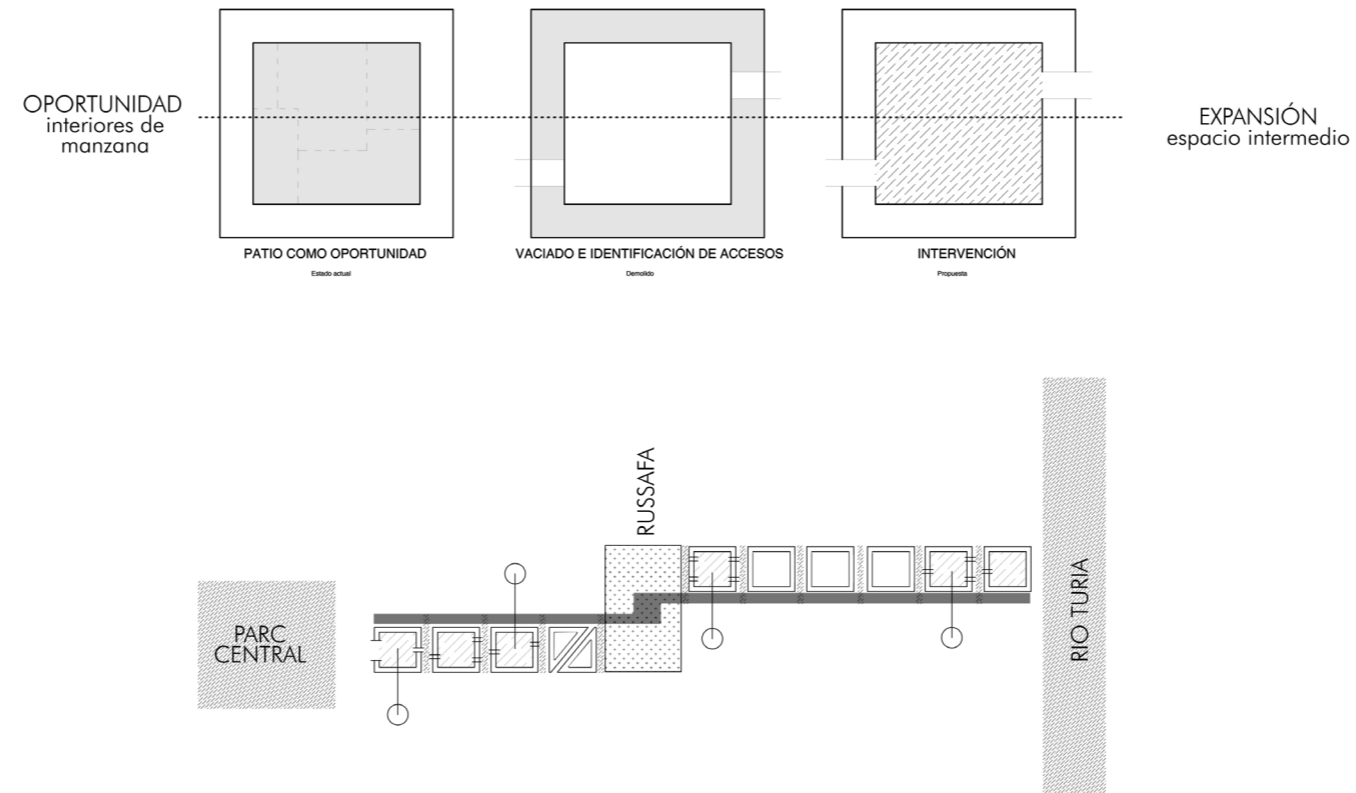 OPORTUNIDAD
interiores de
manzana
EXPANSIÓN
espacio intermedio
PATIO COMO OPORTUNIDAD
Estado actual
VACIADO E IDENTIFICACIÓN DE ACCESOS
Demolido
INTERVENCIÓN
Propuesta
RUSSAFA
PARC
CENTRAL
RIO TURIA